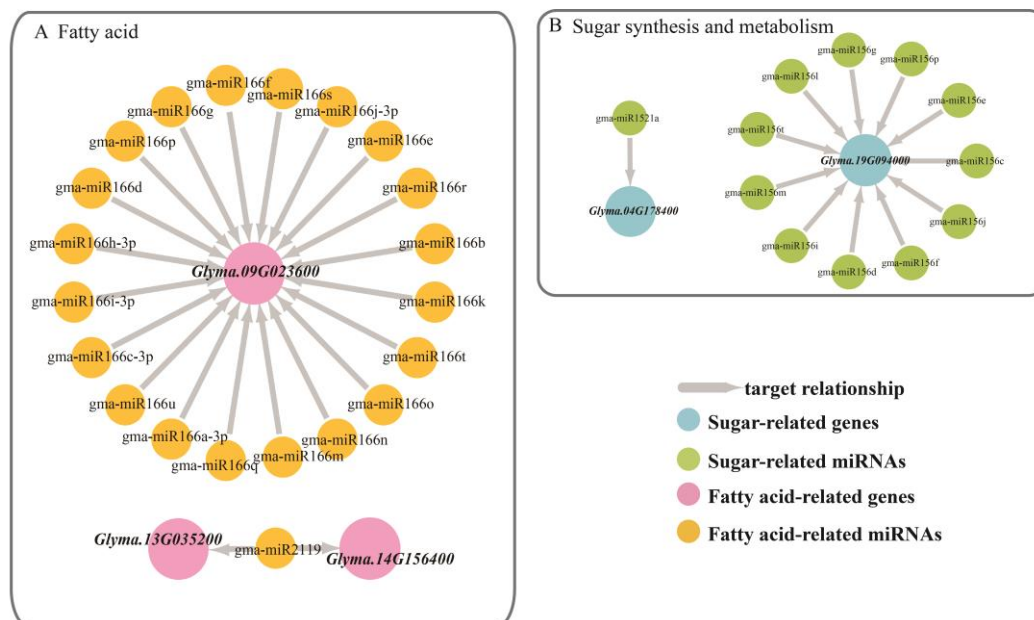 A Fatty acid
gma-miR166f
gma-miR166s
gma-miR166g
gma-miR166j-3p
gma-miR166p
gma-miR166e
gma-miR166d
gma-miR166r
gma-miR166h-3p
gma-miR166b
Glyma.09G023600
gma-miR166i-3p
gma-miR166k
gma-miR166c-3p
gma-miR166t
gma-miR166u
gma-miR166o
gma-miR166a-3p
gma-miR166n
gma-miR166q
gma-miR166m
Glyma.13G035200
gma-miR2119
Glyma.14G156400
B Sugar synthesis and metabolism
gma-miR1521a
Glyma.04G178400
gma-miR156g
gma-miR156p
gma-miR156l
gma-miR156e
gma-miR156t
Glyma.19G094000
gma-miR156c
gma-miR156m
gma-miR156j
gma-miR156i
gma-miR156f
gma-miR156d
target relationship
Sugar-related genes
Sugar-related miRNAs
Fatty acid-related genes
Fatty acid-related miRNAs